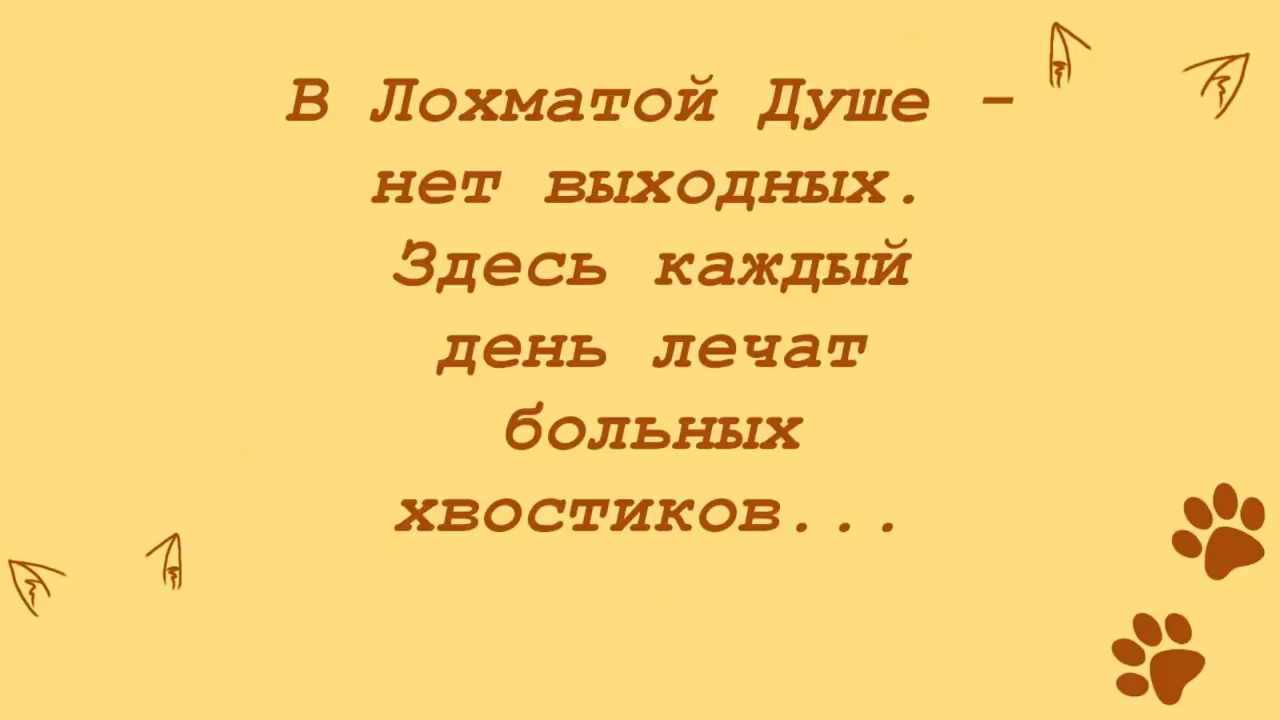 В Лохматой Душе -
нет выходных.
Здесь каждый
день лечат
больных
хвостиков...